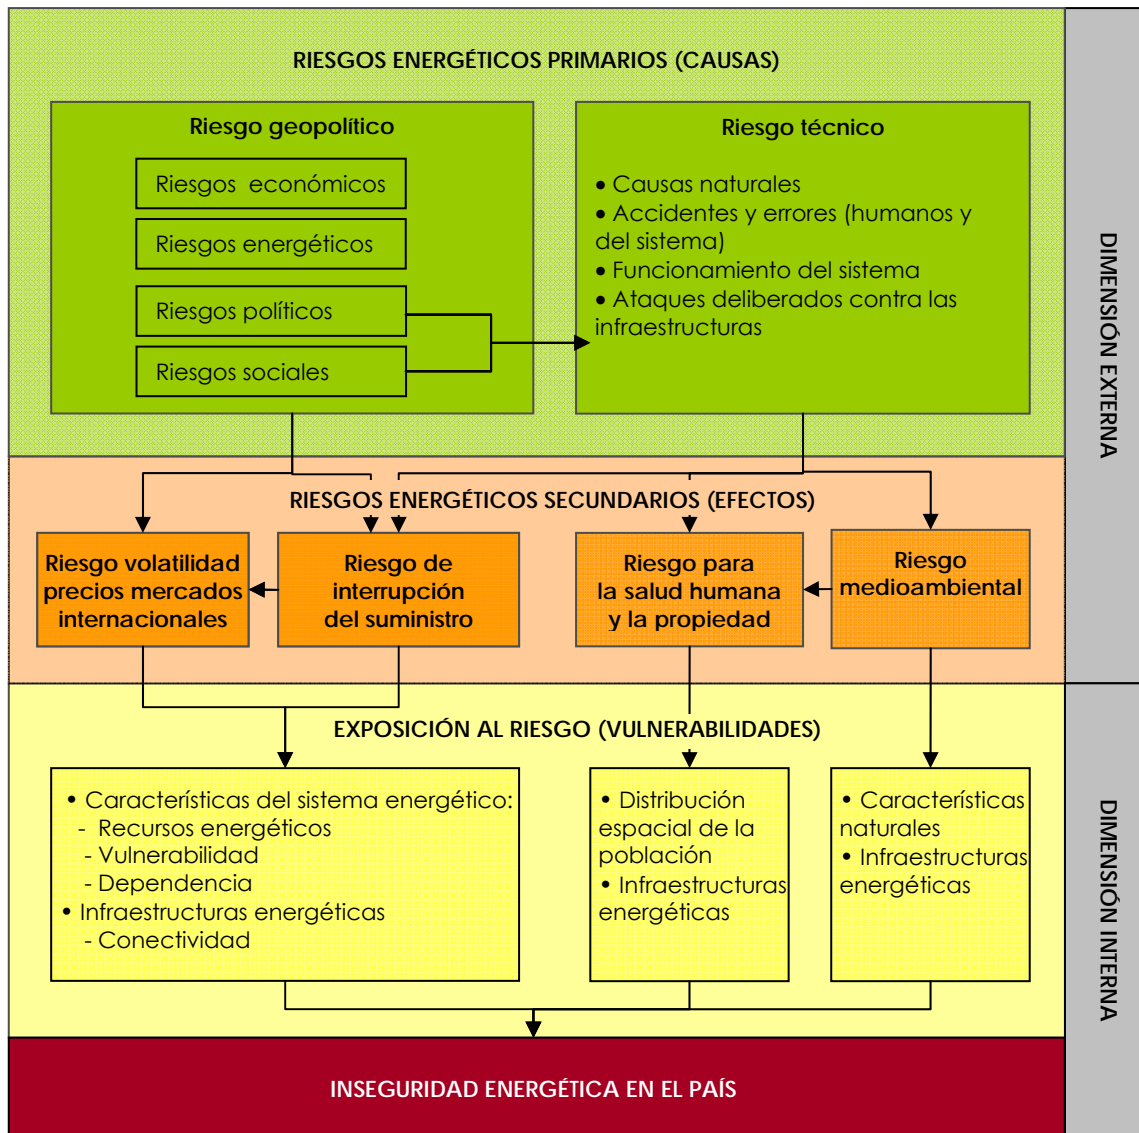 RIESGOS ENERGÉTICOS PRIMARIOS (CAUSAS)
Riesgo geopolítico
Riesgos económicos
Riesgos energéticos
Riesgos políticos
Riesgos sociales
Riesgo técnico
• Causas naturales
• Accidentes y errores (humanos y
del sistema)
• Funcionamiento del sistema
• Ataques deliberados contra las
infraestructuras
DIMENSIÓN EXTERNA
RIESGOS ENERGÉTICOS SECUNDARIOS (EFECTOS)
Riesgo volatilidad
precios mercados
internacionales
Riesgo de
interrupción
del suministro
Riesgo para
la salud humana
y la propiedad
Riesgo
medioambiental
EXPOSICIÓN AL RIESGO (VULNERABILIDADES)
• Características del sistema energético:
- Recursos energéticos
- Vulnerabilidad
- Dependencia
• Infraestructuras energéticas
- Conectividad
• Distribución
espacial de la
población
• Infraestructuras
energéticas
• Características
naturales
• Infraestructuras
energéticas
DIMENSIÓN INTERNA
INSEGURIDAD ENERGÉTICA EN EL PAÍS